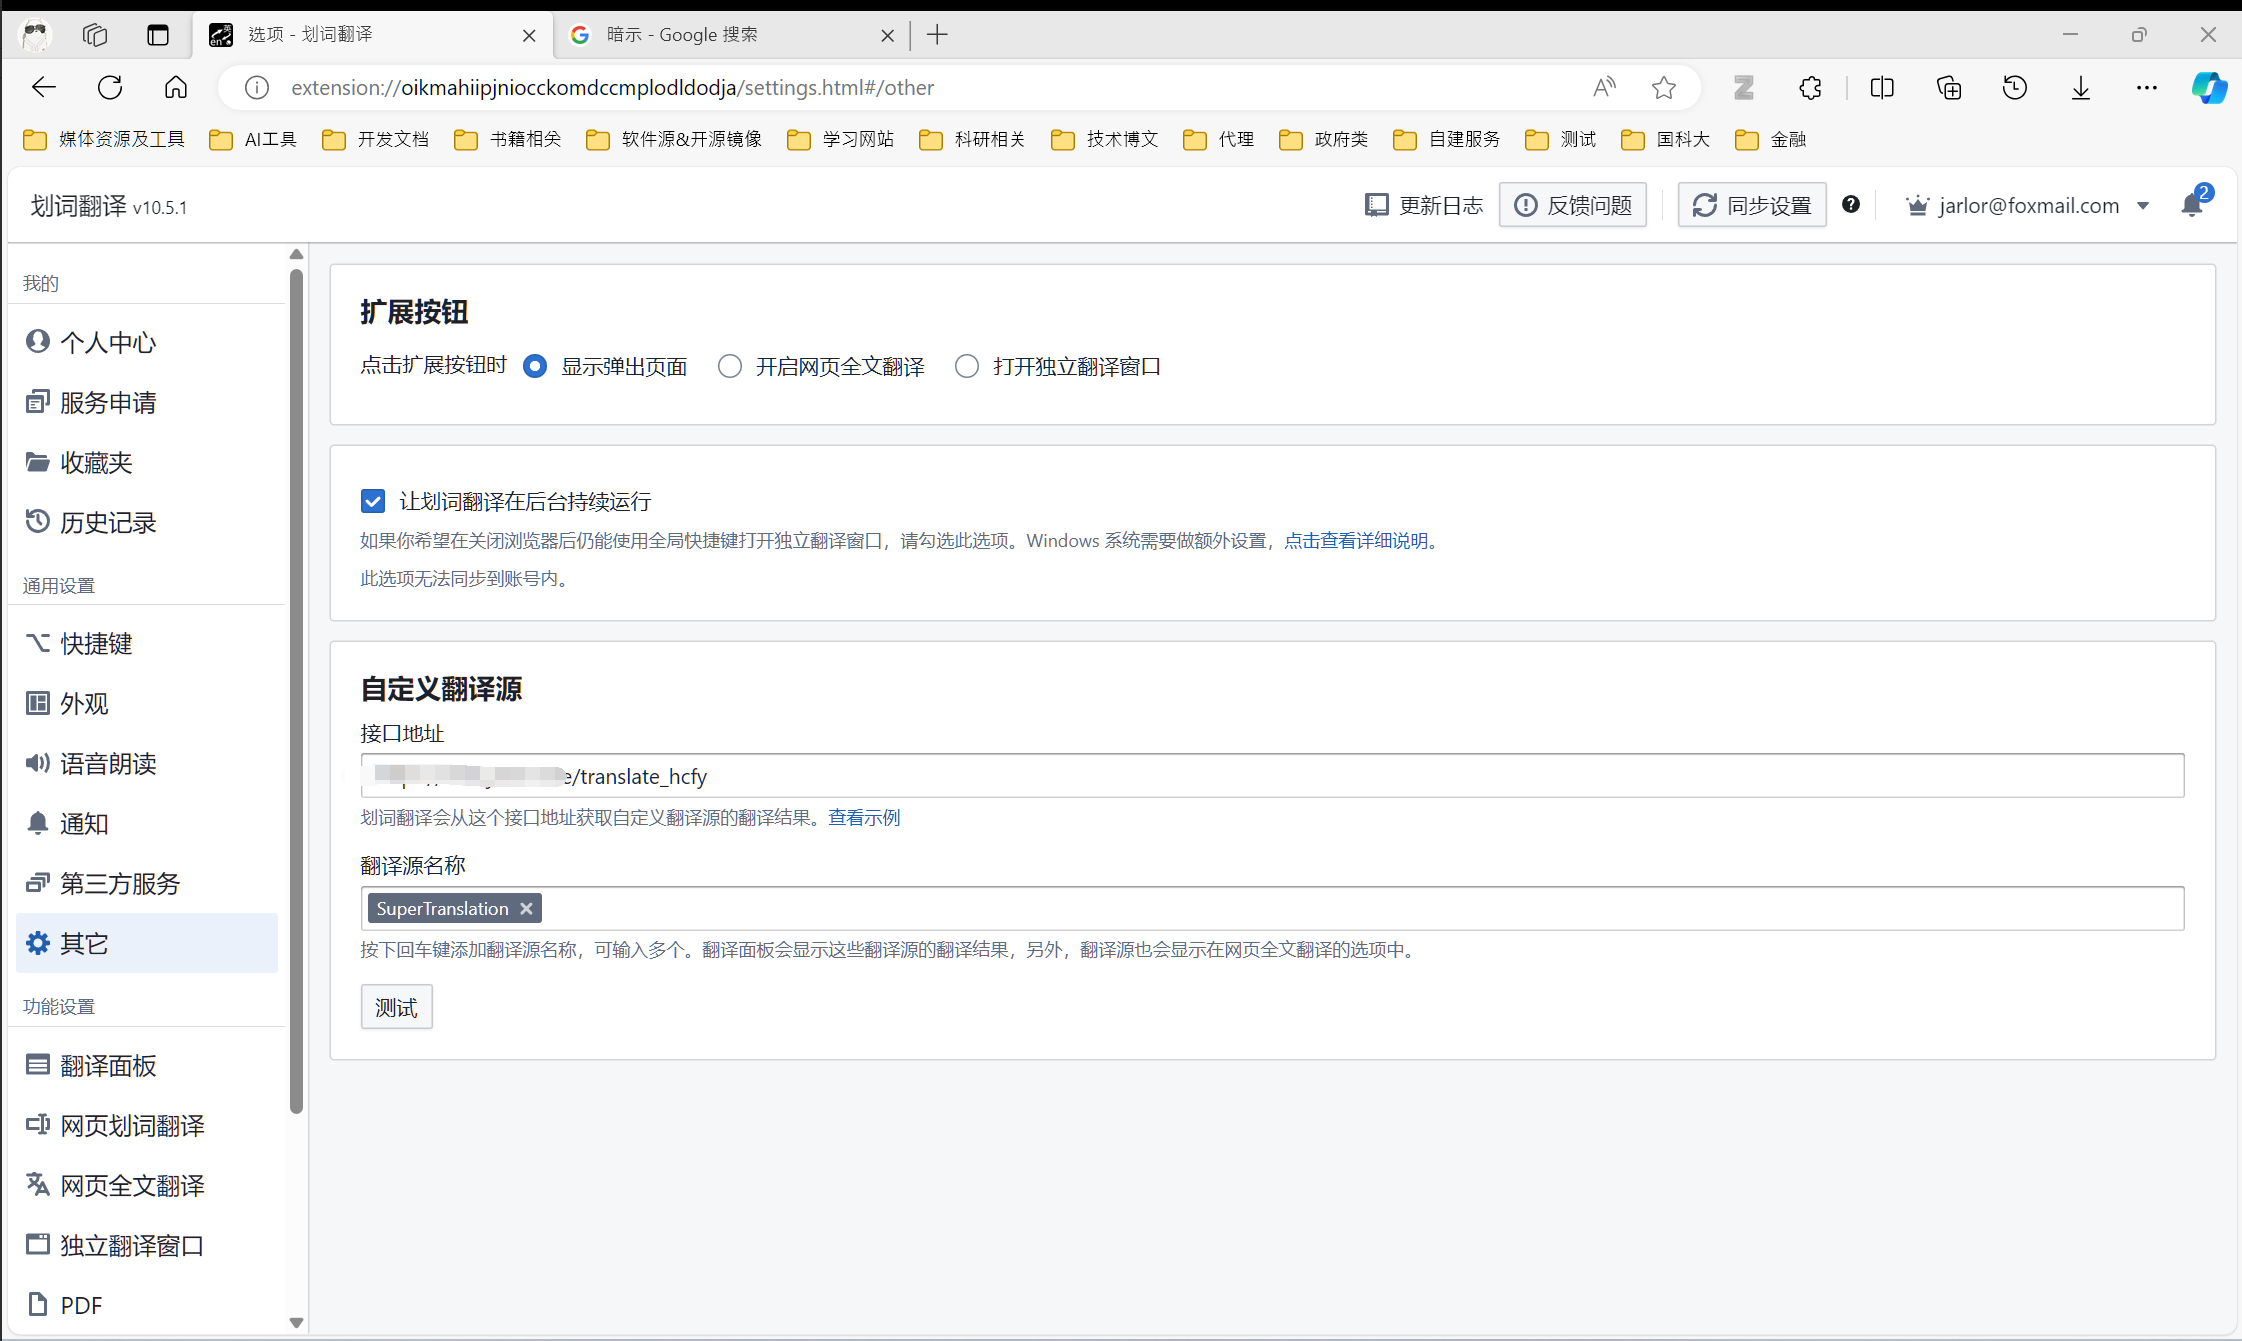 选项 - 划词翻译
暗示 - Google 搜索
extension://oikmahiipjniocckomdccmplodldodja/settings.html#/other
媒体资源及工具
AI工具
开发文档
书籍相关
软件源&开源镜像
学习网站
科研相关
技术博文
代理
政府类
自建服务
测试
国科大
金融
划词翻译 v10.5.1
更新日志
反馈问题
同步设置
jarlor@foxmail.com
2
我的
个人中心
服务申请
收藏夹
历史记录
通用设置
快捷键
外观
语音朗读
通知
第三方服务
其它
功能设置
翻译面板
网页划词翻译
网页全文翻译
独立翻译窗口
PDF
扩展按钮
点击扩展按钮时 显示弹出页面 开启网页全文翻译 打开独立翻译窗口
让划词翻译在后台持续运行
如果你希望在关闭浏览器后仍能使用全局快捷键打开独立翻译窗口，请勾选此选项。Windows 系统需要做额外设置，点击查看详细说明。
此选项无法同步到账号内。
自定义翻译源
接口地址
e/translate_hcfy
划词翻译会从这个接口地址获取自定义翻译源的翻译结果。查看示例
翻译源名称
SuperTranslation
按下回车键添加翻译源名称，可输入多个。翻译面板会显示这些翻译源的翻译结果，另外，翻译源也会显示在网页全文翻译的选项中。
测试